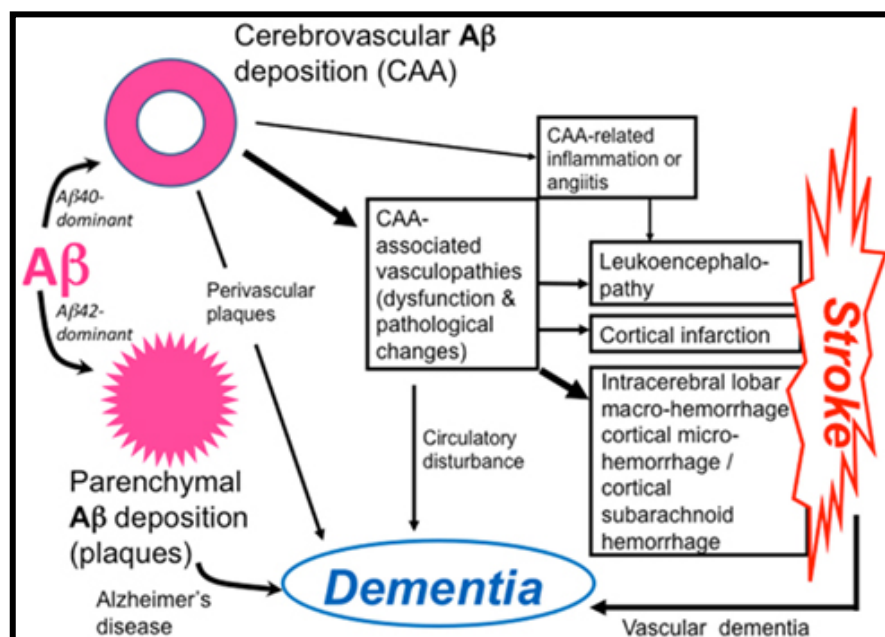 Cerebrovascular Aβ
deposition (CAA)
CAA-related
inflammation or
angiitis
Aβ40-
dominant
Aβ
Aβ42-
dominant
CAA-
associated
vasculopathies
(dysfunction &
pathological
changes)
Leukoencephalo-
pathy
Perivascular
plaques
Cortical infarction
Stroke
Intracerebral lobar
macro-hemorrhage
cortical micro-
hemorrhage /
cortical
subarachnoid
hemorrhage
Circulatory
disturbance
Parenchymal
Aβ deposition
(plaques)
Alzheimer's
disease
Dementia
Vascular dementia